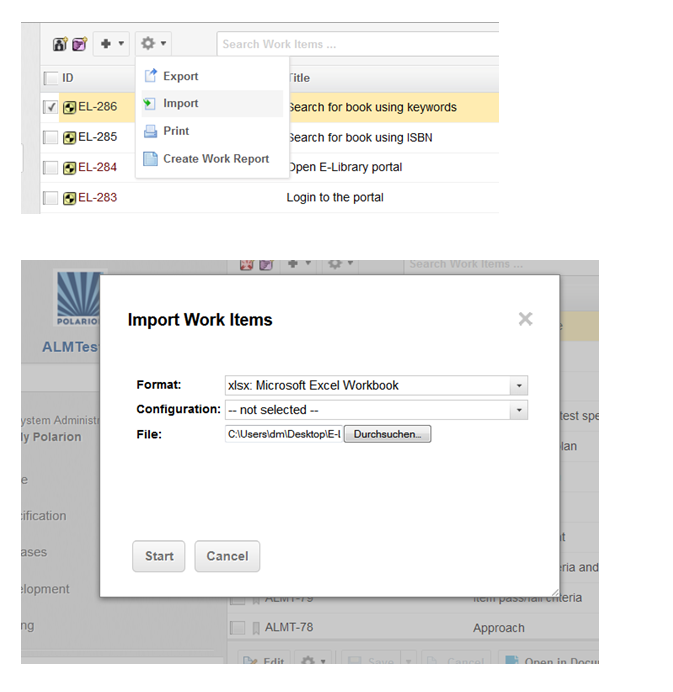 Search Work Items ...
ID
Title
Export
EL-286
Import
Search for book using keywords
EL-285
Print
Search for book using ISBN
EL-284
Create Work Report
Open E-Library portal
EL-283
Login to the portal
Search Work Items ...
POLARION
ALMTes
Import Work Items
Format:
xlsx: Microsoft Excel Workbook
Configuration:
-- not selected --
File:
C:\Users\dm\Desktop\E-l
Durchsuchen...
ystem Administr
ly Polarion
test spe
lan
e
ification
ases
lopment
ng
Start
Cancel
t
ria and
ALMT-79
Item pass/fail criteria
ALMT-78
Approach
Edit
Save
Cancel
Open in Docu